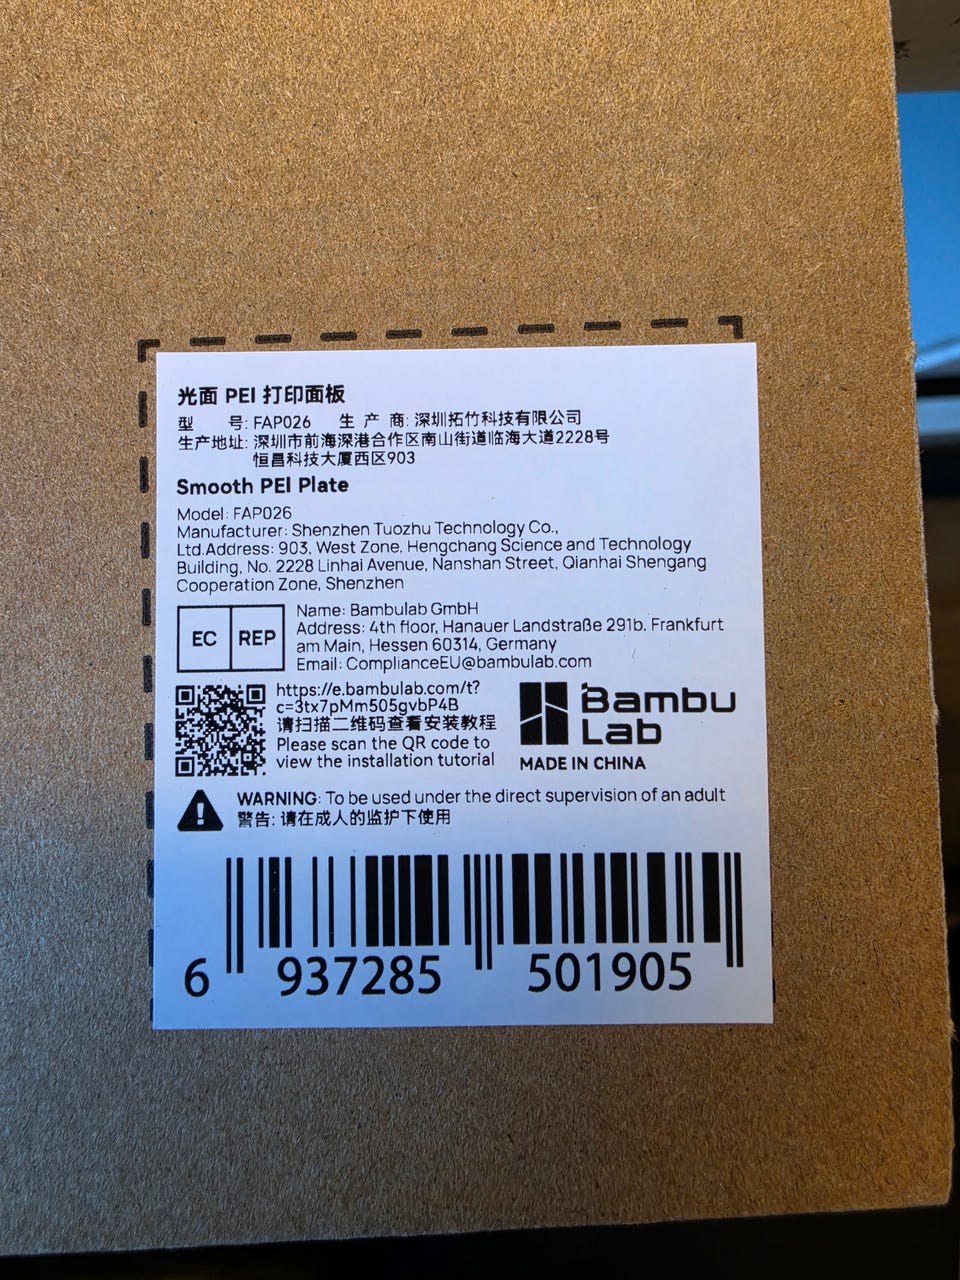 光面 PEI 打印面板
型 号: FAP026 生 产 商: 深圳拓竹科技有限公司
生产地址: 深圳市前海深港合作区南山街道临海大道2228号
恒昌科技大厦西区903
Smooth PEI Plate
Model: FAP026
Manufacturer: Shenzhen Tuozhu Technology Co.,
Ltd.Address: 903, West Zone, Hengchang Science and Technology
Building, No. 2228 Linhai Avenue, Nanshan Street, Qianhai Shengang
Cooperation Zone, Shenzhen
EC REP
Name: Bambulab GmbH
Address: 4th floor, Hanauer Landstraße 291b. Frankfurt
am Main, Hessen 60314, Germany
Email: ComplianceEU@bambulab.com
https://e.bambulab.com/t?
c=3tx7pMm505gvbP4B
请扫描二维码查看安装教程
Please scan the QR code to
view the installation tutorial
Bambu
Lab
MADE IN CHINA
WARNING: To be used under the direct supervision of an adult
警告: 请在成人的监护下使用
6 937285 501905